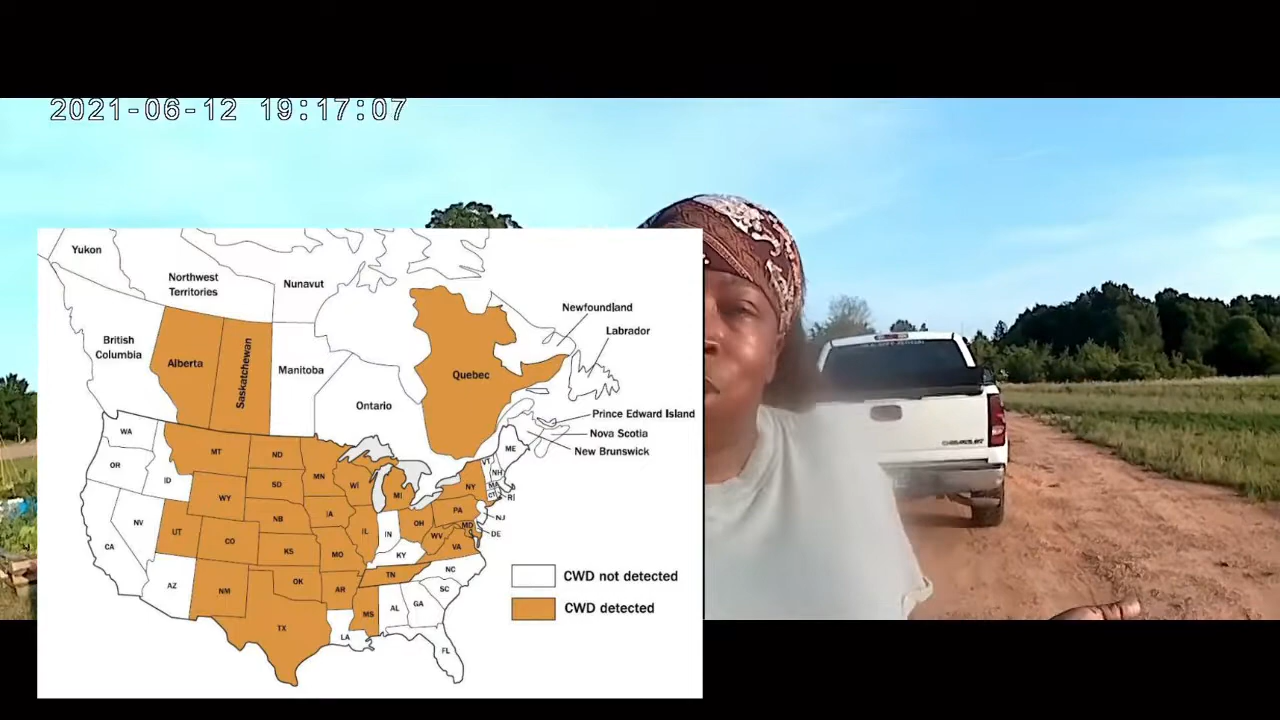 2021-06-12 19:17:07
Yukon
Northwest
Territories
Nunavut
British
Columbia
Alberta
Saskatchewan
Manitoba
Ontario
Quebec
Newfoundland
Labrador
Prince Edward Island
Nova Scotia
New Brunswick
WA
OR
ID
MT
ND
MN
WI
MI
NY
VT
NH
ME
MA
CT
RI
NJ
DE
MD
PA
OH
WV
VA
NC
SC
GA
FL
AL
MS
LA
TX
NM
AZ
CA
NV
UT
CO
WY
SD
NB
KS
OK
AR
MO
IA
IL
IN
KY
TN
CWD not detected
CWD detected
CHEVROLET